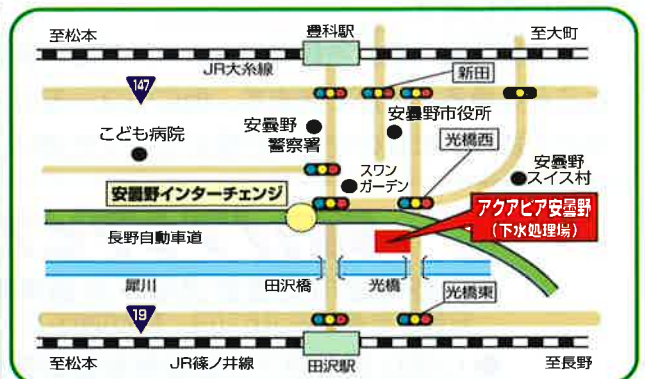 至松本
豊科駅
至大町
JR大糸線
147
新田
安曇野
警察署
安曇野市役所
こども病院
光橋西
スワン
ガーデン
安曇野
スイス村
安曇野インターチェンジ
アクアピア安曇野
(下水処理場)
長野自動車道
犀川
田沢橋
光橋
光橋東
19
至松本
JR篠ノ井線
田沢駅
至長野